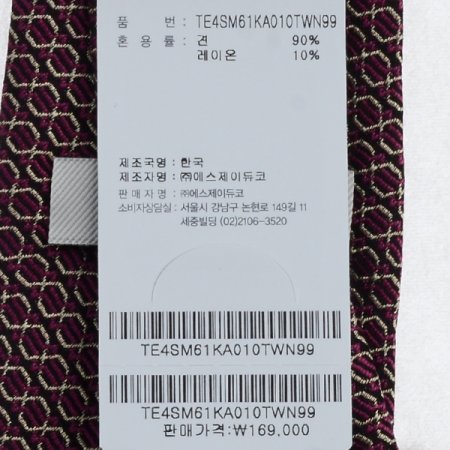 품 번 : TE4SM61KA010TWN99
혼 용 률 : 견 90%
레이온 10%
제조국명 : 한국
제조자명 : ㈜에스제이듀코
판매자명 : ㈜에스제이듀코
소비자상담실 : 서울시 강남구 논현로 149길 11
세중빌딩 (02)2106-3520
TE4SM61KA010TWN99
TE4SM61KA010TWN99
판매가격:₩169,000